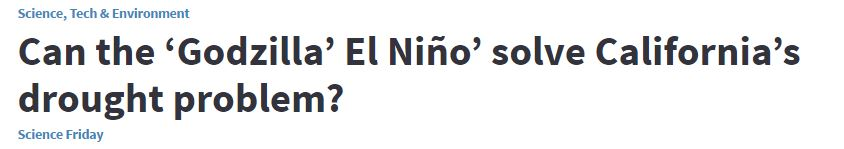 Science, Tech & Environment
Can the ‘Godzilla’ El Niño’ solve California’s
drought problem?
Science Friday